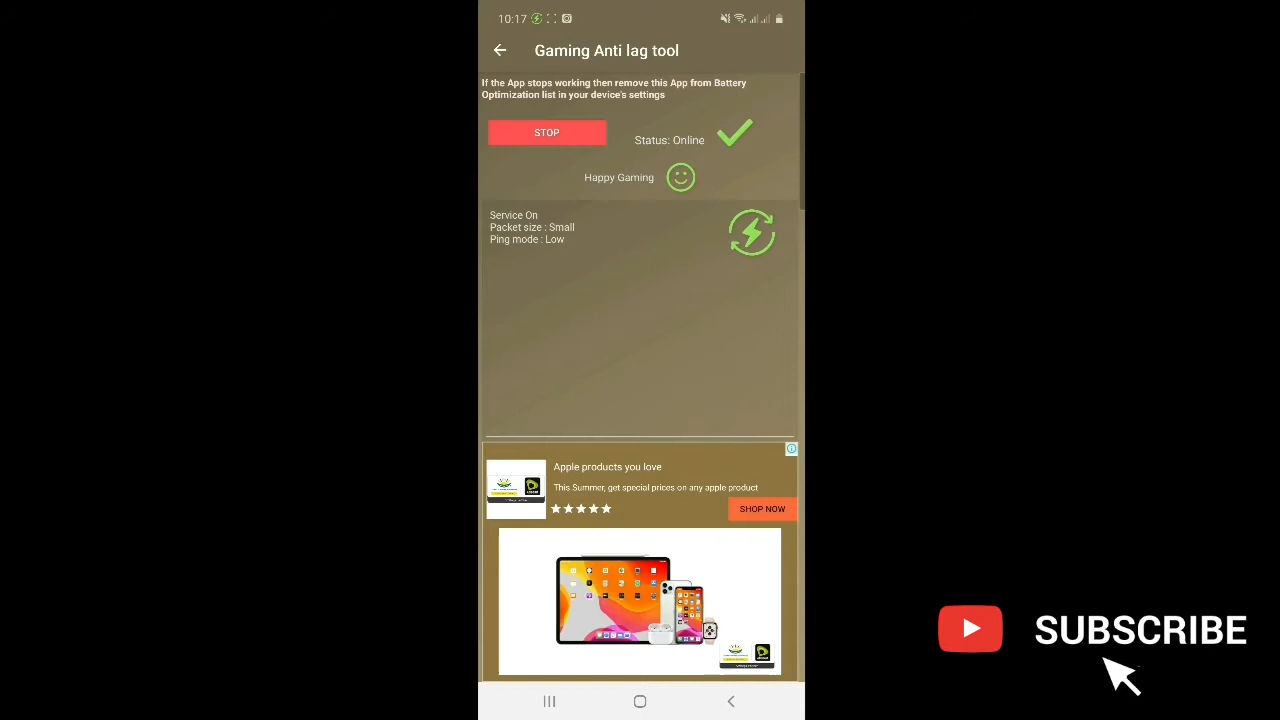 10:17
Gaming Anti lag tool
If the App stops working then remove this App from Battery
Optimization list in your device's settings
STOP
Status: Online
Happy Gaming
Service On
Packet size : Small
Ping mode : Low
Apple products you love
This Summer, get special prices on any apple product
SHOP NOW
SUBSCRIBE